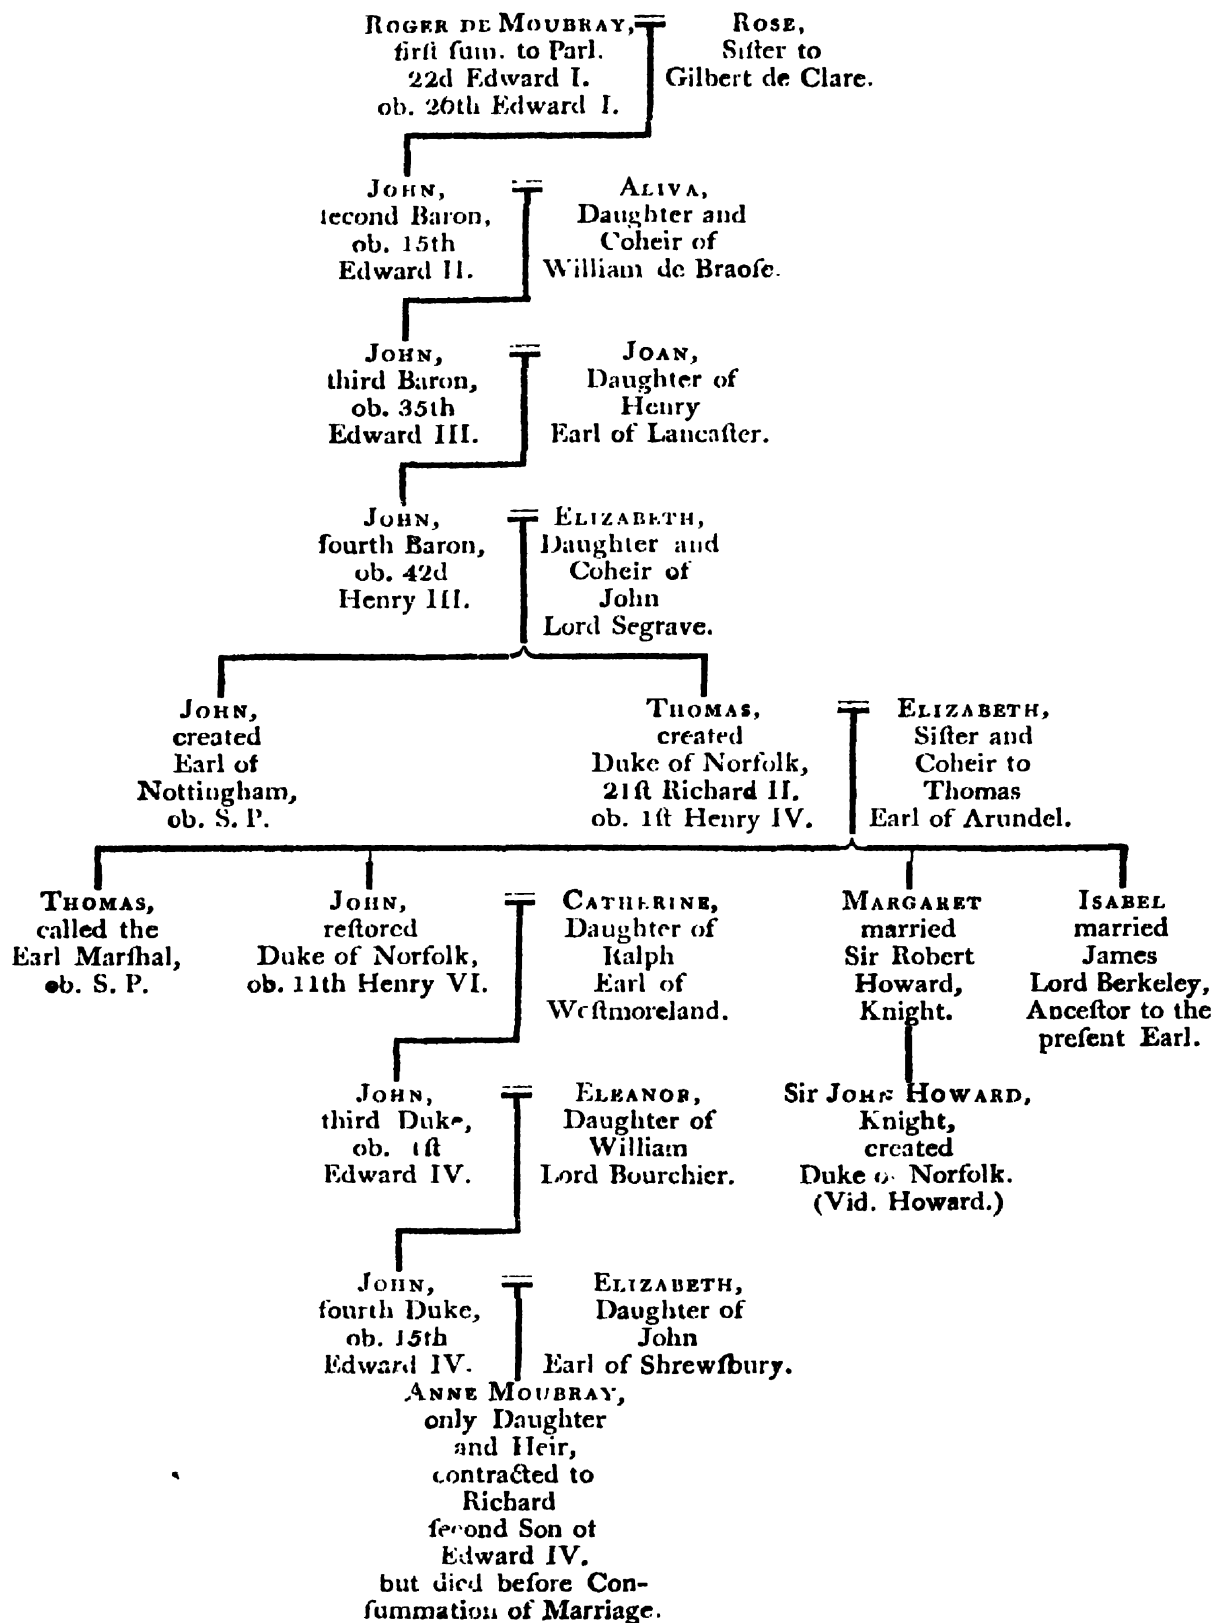 ROGER DE MOUBRAY,
firſt ſum. to Parl.
22d Edward I.
ob. 26th Edward I.
ROSE,
Siſter to
Gilbert de Clare.
JOHN,
ſecond Baron,
ob. 15th
Edward II.
ALIVA,
Daughter and
Coheir of
William de Braoſe.
JOHN,
third Baron,
ob. 35th
Edward III.
JOAN,
Daughter of
Henry
Earl of Lancaſter.
JOHN,
fourth Baron,
ob. 42d
Henry III.
ELIZABETH,
Daughter and
Coheir of
John
Lord Segrave.
JOHN,
created
Earl of
Nottingham,
ob. S. P.
THOMAS,
created
Duke of Norfolk,
21ſt Richard II.
ob. 1ſt Henry IV.
ELIZABETH,
Siſter and
Coheir to
Thomas
Earl of Arundel.
THOMAS,
called the
Earl Marſhal,
ob. S. P.
JOHN,
reſtored
Duke of Norfolk,
ob. 11th Henry VI.
CATHERINE,
Daughter of
Ralph
Earl of
Weſtmoreland.
MARGARET
married
Sir Robert
Howard,
Knight.
ISABEL
married
James
Lord Berkeley,
Anceſtor to the
preſent Earl.
JOHN,
third Duke,
ob. 1ſt
Edward IV.
ELEANOR,
Daughter of
William
Lord Bourchier.
Sir JOHN HOWARD,
Knight,
created
Duke of Norfolk.
(Vid. Howard.)
JOHN,
fourth Duke,
ob. 15th
Edward IV.
ELIZABETH,
Daughter of
John
Earl of Shrewſbury.
ANNE MOUBRAY,
only Daughter
and Heir,
contracted to
Richard
ſecond Son of
Edward IV.
but died before Con-
ſummation of Marriage.